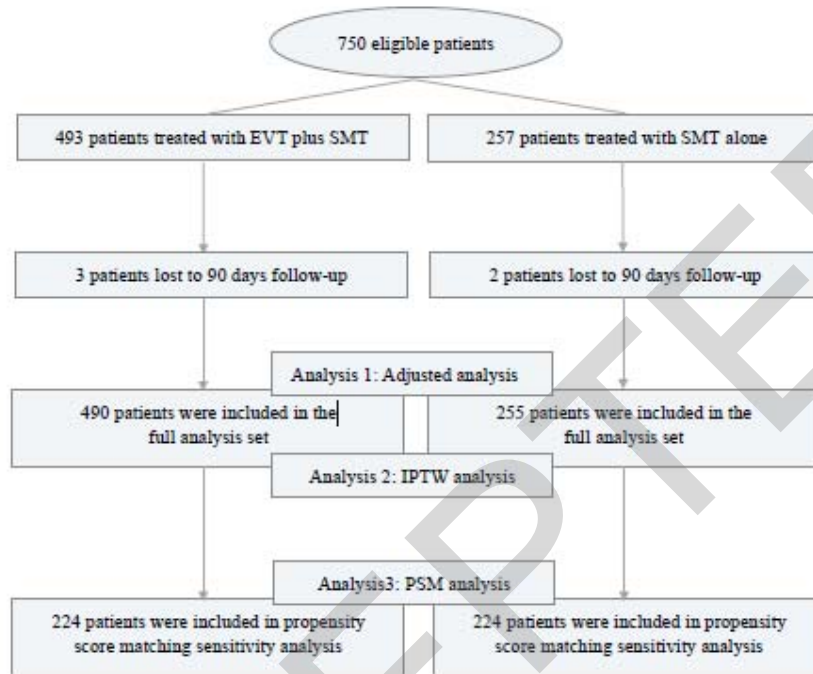 750 eligible patients
493 patients treated with EVT plus SMT
257 patients treated with SMT alone
3 patients lost to 90 days follow-up
2 patients lost to 90 days follow-up
Analysis 1: Adjusted analysis
490 patients were included in the
full analysis set
255 patients were included in the
full analysis set
Analysis 2: IPTW analysis
Analysis3: PSM analysis
224 patients were included in propensity
score matching sensitivity analysis
224 patients were included in propensity
score matching sensitivity analysis
EPTE